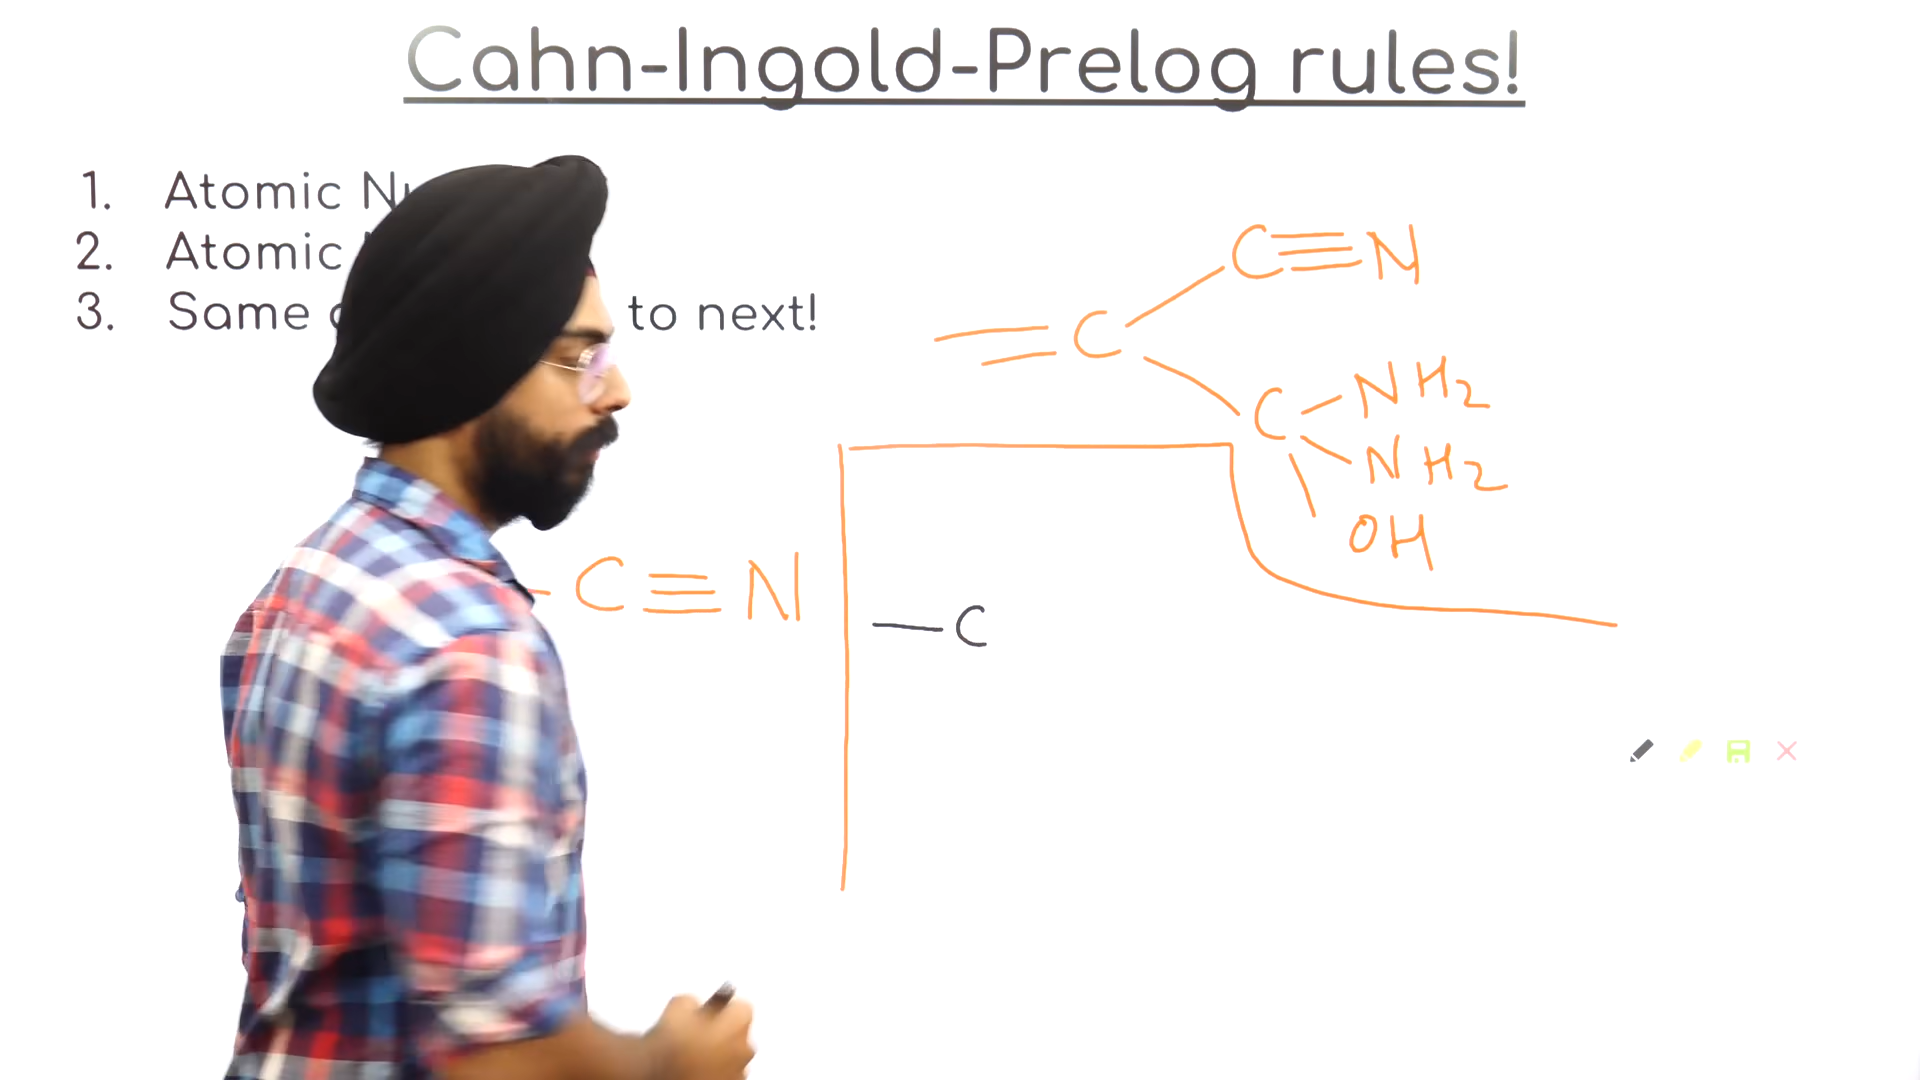 Cahn-Ingold-Prelog rules!
1. Atomic
2. Atomic
3. Same to next!
C≡N
=C
C-NH2
NH2
OH
-C≡N
—C